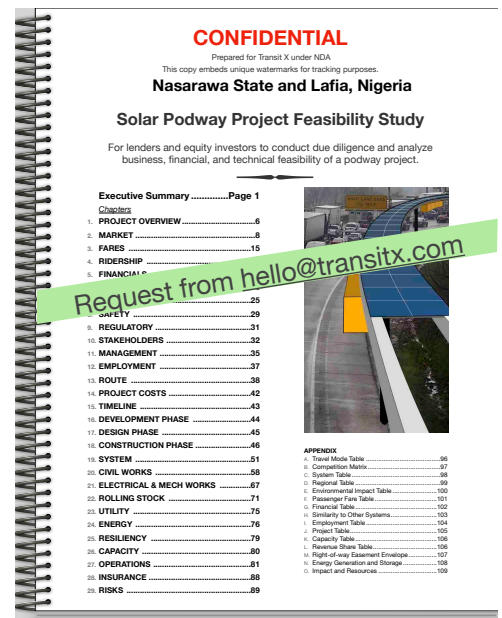 CONFIDENTIAL
Prepared for Transit X under NDA
This copy embeds unique watermarks for tracking purposes.
Nasarawa State and Lafia, Nigeria
Solar Podway Project Feasibility Study
For lenders and equity investors to conduct due diligence and analyze
business, financial, and technical feasibility of a podway project.
Executive Summary ..............Page 1
Chapters
1. PROJECT OVERVIEW ....................................6
2. MARKET ....................................8
3. FARES ....................................15
4. RIDERSHIP
5. FINANCIALS
Request from hello@transitx.com
25
8. SAFETY ....................................29
9. REGULATORY ....................................31
10. STAKEHOLDERS ....................................32
11. MANAGEMENT ....................................35
12. EMPLOYMENT ....................................37
13. ROUTE ....................................38
14. PROJECT COSTS ....................................42
15. TIMELINE ....................................43
16. DEVELOPMENT PHASE ....................................44
17. DESIGN PHASE ....................................45
18. CONSTRUCTION PHASE ....................................46
19. SYSTEM ....................................51
20. CIVIL WORKS ....................................58
21. ELECTRICAL & MECH WORKS ..............67
22. ROLLING STOCK ....................................71
23. UTILITY ....................................75
24. ENERGY ....................................76
25. RESILIENCY ....................................79
26. CAPACITY ....................................80
27. OPERATIONS ....................................81
28. INSURANCE ....................................88
29. RISKS ....................................89
APPENDIX
A. Travel Mode Table ....................................96
B. Competition Matrix ....................................97
C. System Table ....................................98
D. Regional Table ....................................99
E. Environmental Impact Table ....................100
F. Passenger Fare Table ....................101
G. Financial Table ....................102
H. Similarity to Other Systems ....................103
I. Employment Table ....................104
J. Project Table ....................105
K. Capacity Table ....................106
L. Revenue Share Table ....................106
M. Right-of-way Easement Envelope ..........107
N. Energy Generation and Storage ..........108
O. Impact and Resources ....................109